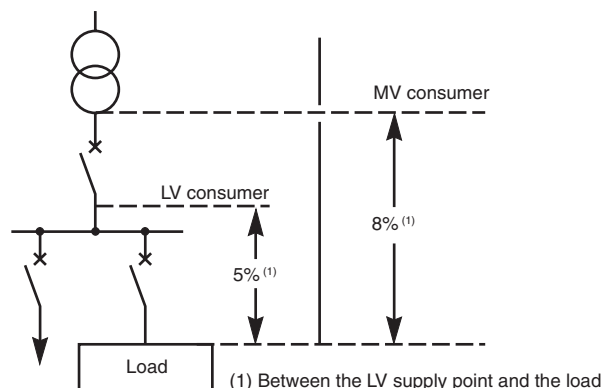 MV consumer
LV consumer
8% (1)
5% (1)
Load
(1) Between the LV supply point and the load